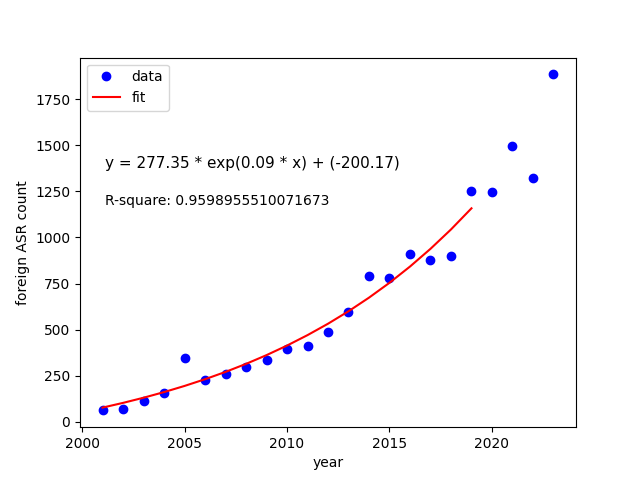 data
fit
y = 277.35 * exp(0.09 * x) + (-200.17)
R-square: 0.9598955510071673
foreign ASR count
1750
1500
1250
1000
750
500
250
0
2000 2005 2010 2015 2020
year